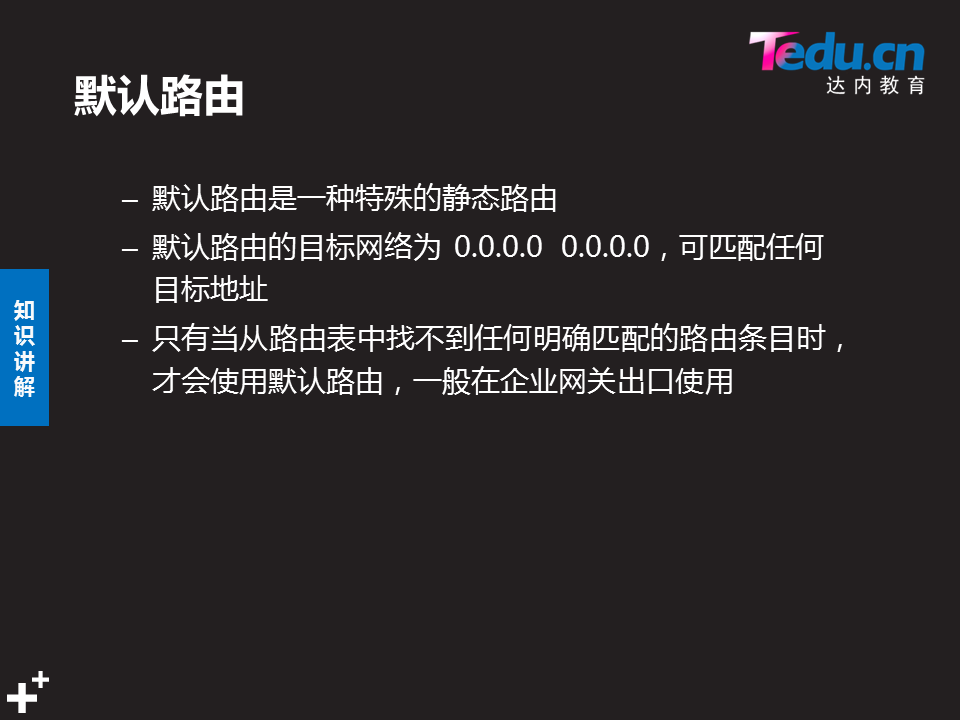 Tedu.cn
达内教育
默认路由
– 默认路由是一种特殊的静态路由
– 默认路由的目标网络为 0.0.0.0 0.0.0.0，可匹配任何
目标地址
– 只有当从路由表中找不到任何明确匹配的路由条目时，
才会使用默认路由，一般在企业网关出口使用
知识讲解